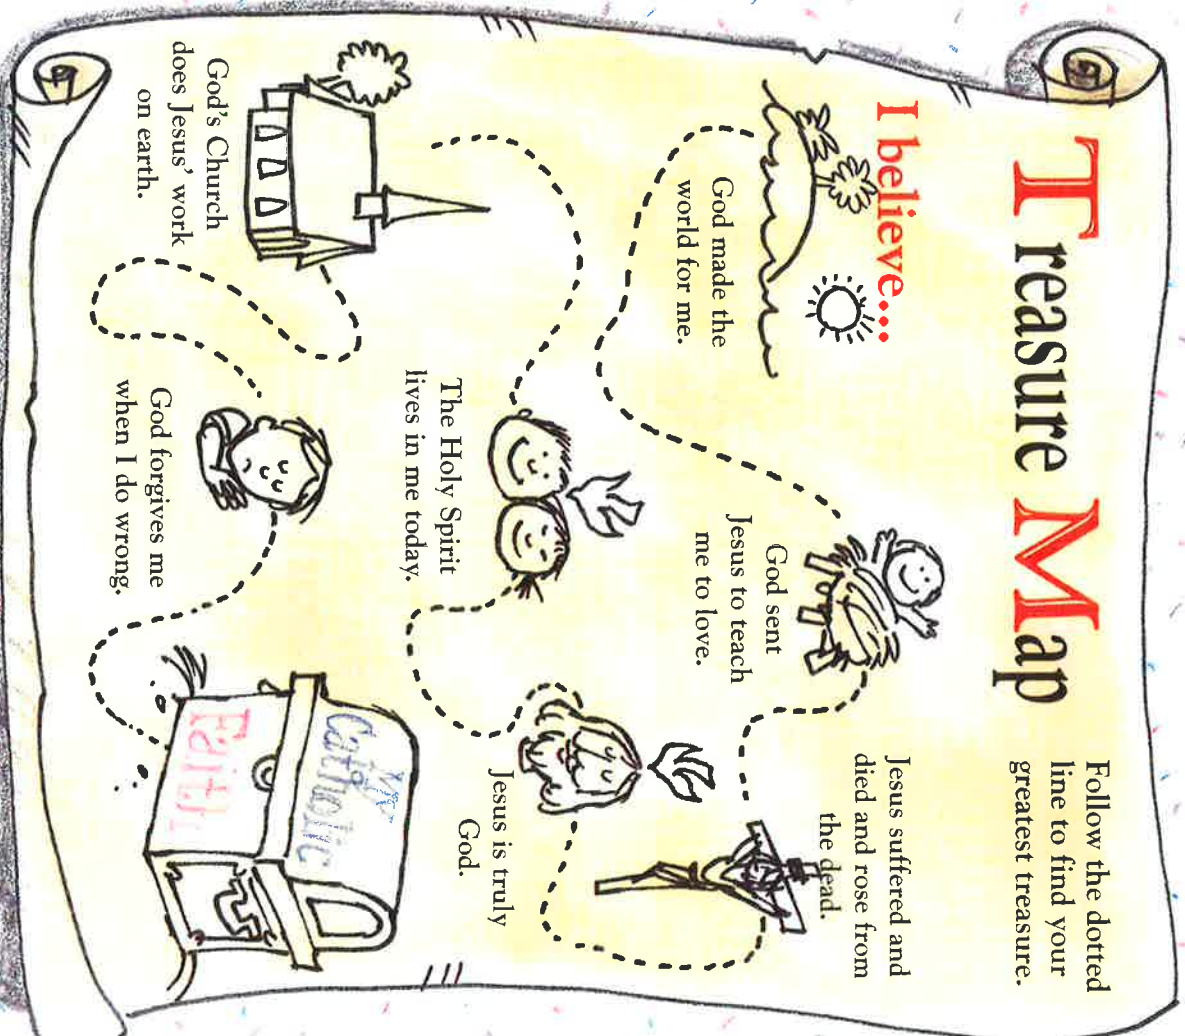 Treasure Map
Follow the dotted
line to find your
greatest treasure.
I believe...
God made the
world for me.
God sent
Jesus to teach
me to love.
Jesus suffered and
died and rose from
the dead.
Jesus is truly
God.
The Holy Spirit
lives in me today.
God's Church
does Jesus' work
on earth.
God forgives me
when I do wrong.
My
Catholic
Faith